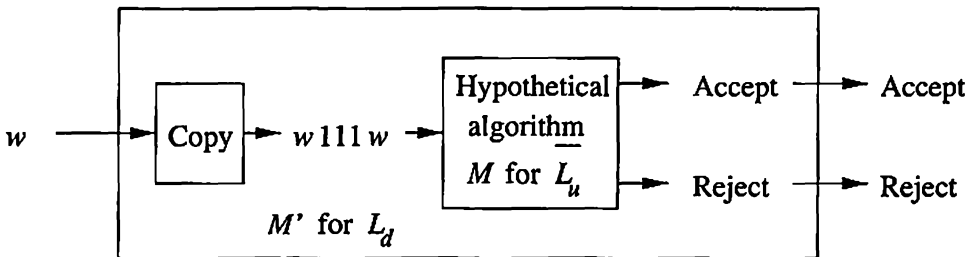 Hypothetical
Accept
Accept
w
Copy
w 111 w
algorithm
M for L̅u̅
Reject
Reject
M' for Ld